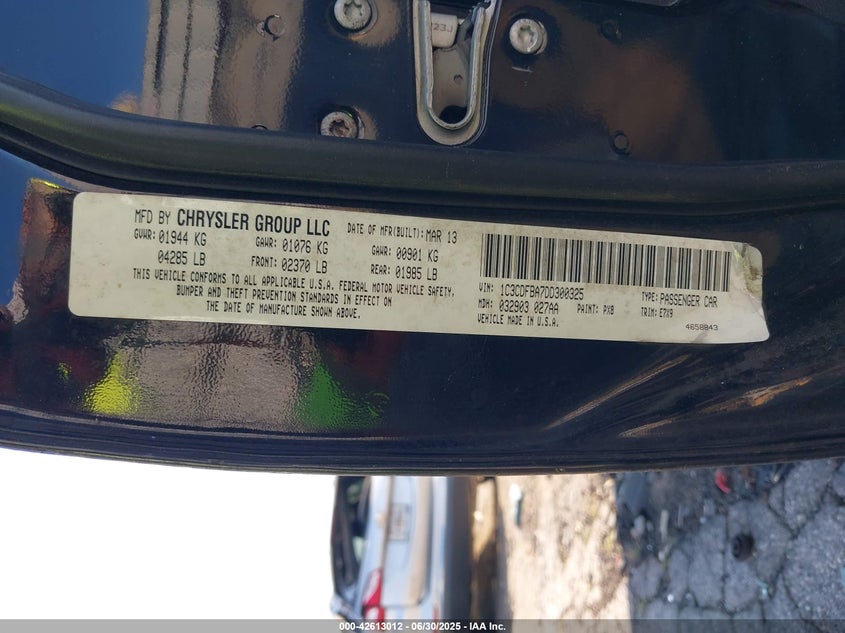 23J
MFD BY CHRYSLER GROUP LLC
DATE OF MFR(BUILT): MAR 13
GVWR: 01944 KG
GAWR: 01076 KG
GAWR: 00901 KG
04285 LB
FRONT: 02370 LB
REAR: 01985 LB
THIS VEHICLE CONFORMS TO ALL APPLICABLE U.S.A. FEDERAL MOTOR VEHICLE SAFETY,
BUMPER AND THEFT PREVENTION STANDARDS IN EFFECT ON
THE DATE OF MANUFACTURE SHOWN ABOVE.
VIN: 1C3CDFBA7DD300325
TYPE: PASSENGER CAR
MDH: 032903 027AA
PAINT: PX8
TRIM: E7X9
VEHICLE MADE IN U.S.A.
4658843
000-42613012 - 06/30/2025 - IAA Inc.